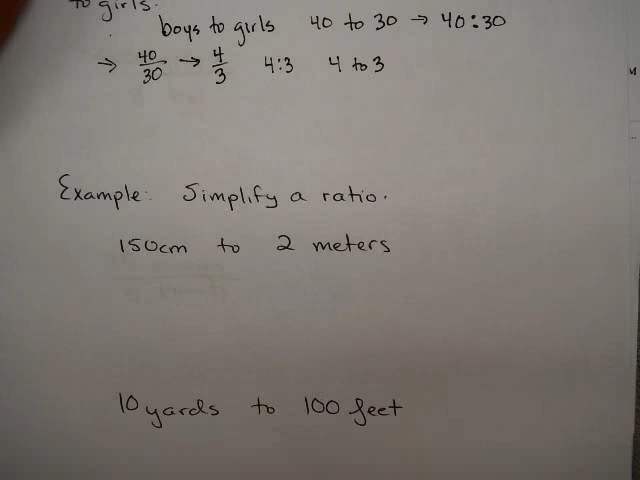 to girls.
boys to girls 40 to 30 → 40:30
→ 40/30 → 4/3 4:3 4 to 3
Example: Simplify a ratio.
150cm to 2 meters
10 yards to 100 feet